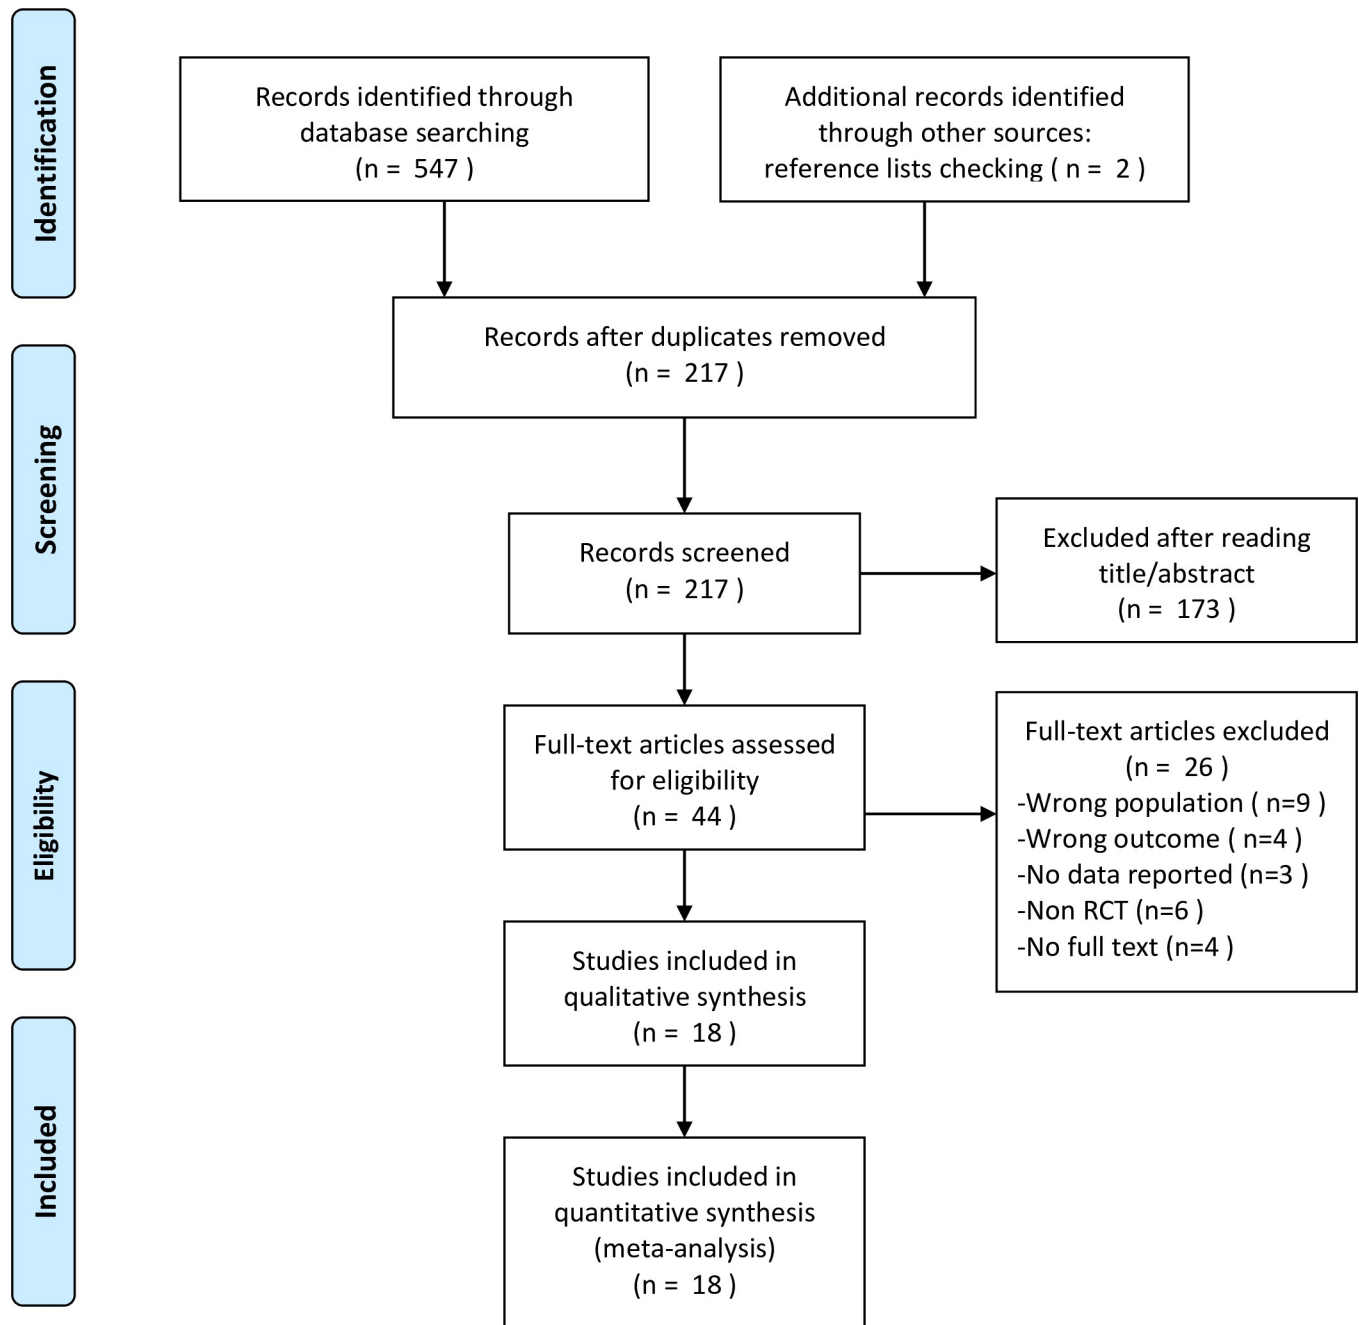 Identification
Records identified through
database searching
(n = 547 )
Additional records identified
through other sources:
reference lists checking ( n = 2 )
Records after duplicates removed
(n = 217 )
Screening
Records screened
(n = 217 )
Excluded after reading
title/abstract
(n = 173 )
Eligibility
Full-text articles assessed
for eligibility
(n = 44 )
Full-text articles excluded
(n = 26 )
-Wrong population ( n=9 )
-Wrong outcome ( n=4 )
-No data reported (n=3 )
-Non RCT (n=6 )
-No full text (n=4 )
Studies included in
qualitative synthesis
(n = 18 )
Included
Studies included in
quantitative synthesis
(meta-analysis)
(n = 18 )